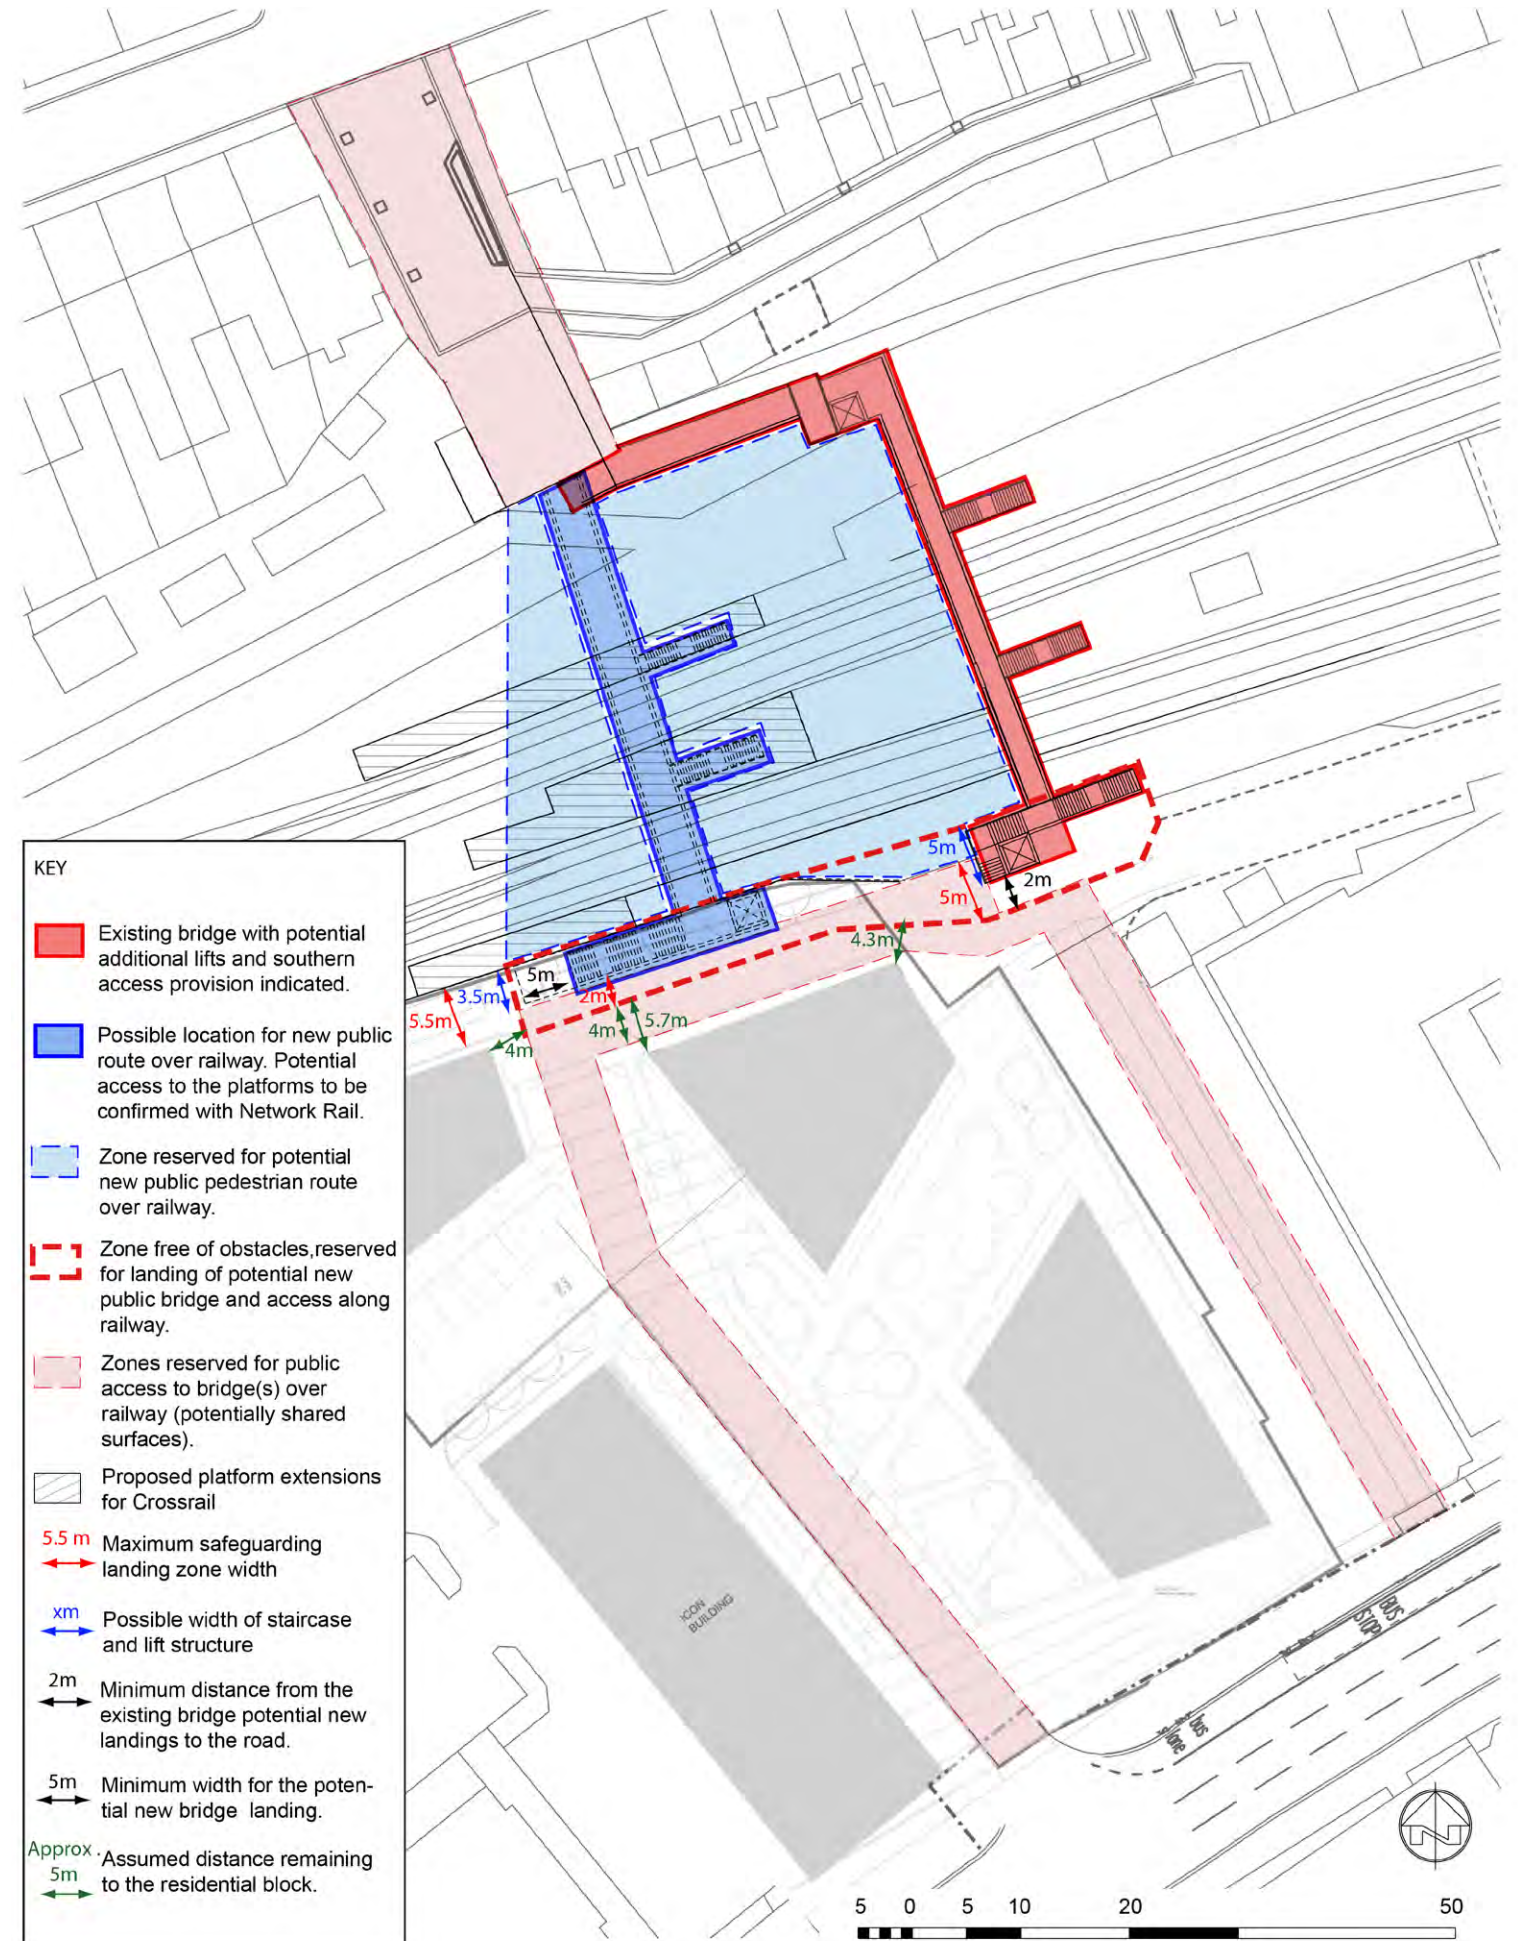 5m
2m
5m
4.3m
5m
3.5m
2m
5.5m
4m
5.7m
4m
KEY
Existing bridge with potential
additional lifts and southern
access provision indicated.
Possible location for new public
route over railway. Potential
access to the platforms to be
confirmed with Network Rail.
Zone reserved for potential
new public pedestrian route
over railway.
Zone free of obstacles,reserved
for landing of potential new
public bridge and access along
railway.
Zones reserved for public
access to bridge(s) over
railway (potentially shared
surfaces).
Proposed platform extensions
for Crossrail
5.5 m
Maximum safeguarding
landing zone width
xm
Possible width of staircase
and lift structure
2m
Minimum distance from the
existing bridge potential new
landings to the road.
5m
Minimum width for the poten-
tial new bridge landing.
Approx.
5m
Assumed distance remaining
to the residential block.
ICON
BUILDING
BUS
STOP
bus
lane
N
5 0 5 10 20 50